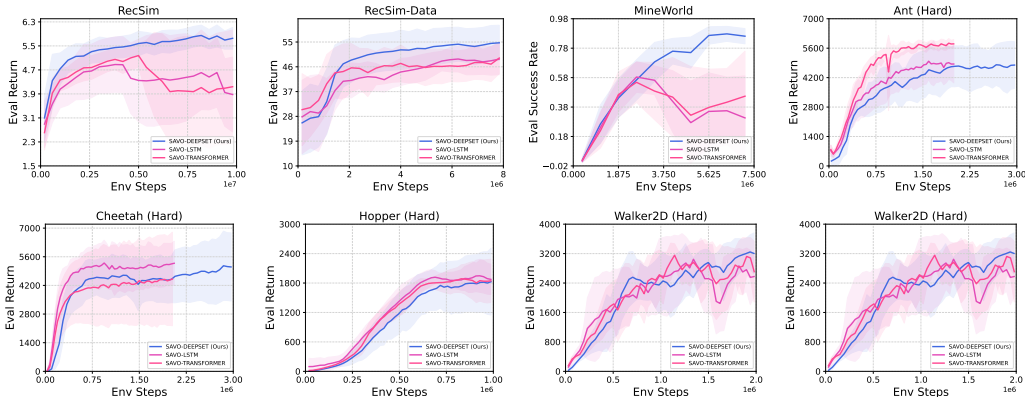 RecSim
Eval Return
6.3
5.5
4.7
3.9
3.1
2.3
1.5
SAVO-DEEPSET (Ours)
SAVO-LSTM
SAVO-TRANSFORMER
0 0.25 0.5 0.75 1.0
1e7
Env Steps
RecSim-Data
Eval Return
55
46
37
28
19
10
SAVO-DEEPSET (Ours)
SAVO-LSTM
SAVO-TRANSFORMER
0 2 4 6 8
1e6
Env Steps
MineWorld
Eval Success Rate
0.98
0.78
0.58
0.38
0.18
−0.02
SAVO-DEEPSET (Ours)
SAVO-LSTM
SAVO-TRANSFORMER
0.000 1.875 3.750 5.625 7.500
1e6
Env Steps
Ant (Hard)
Eval Return
7000
5600
4200
2800
1400
0
SAVO-DEEPSET (Ours)
SAVO-LSTM
SAVO-TRANSFORMER
0 0.75 1.50 2.25 3.00
1e6
Env Steps
Cheetah (Hard)
Eval Return
7000
5600
4200
2800
1400
0
SAVO-DEEPSET (Ours)
SAVO-LSTM
SAVO-TRANSFORMER
0 0.75 1.50 2.25 3.00
1e6
Env Steps
Hopper (Hard)
Eval Return
3000
2400
1800
1200
600
0
SAVO-DEEPSET (Ours)
SAVO-LSTM
SAVO-TRANSFORMER
0 0.25 0.50 0.75 1.00
1e6
Env Steps
Walker2D (Hard)
Eval Return
4000
3200
2400
1600
800
0
SAVO-DEEPSET (Ours)
SAVO-LSTM
SAVO-TRANSFORMER
0 0.5 1.0 1.5 2.0
1e6
Env Steps
Walker2D (Hard)
Eval Return
4000
3200
2400
1600
800
0
SAVO-DEEPSET (Ours)
SAVO-LSTM
SAVO-TRANSFORMER
0 0.5 1.0 1.5 2.0
1e6
Env Steps